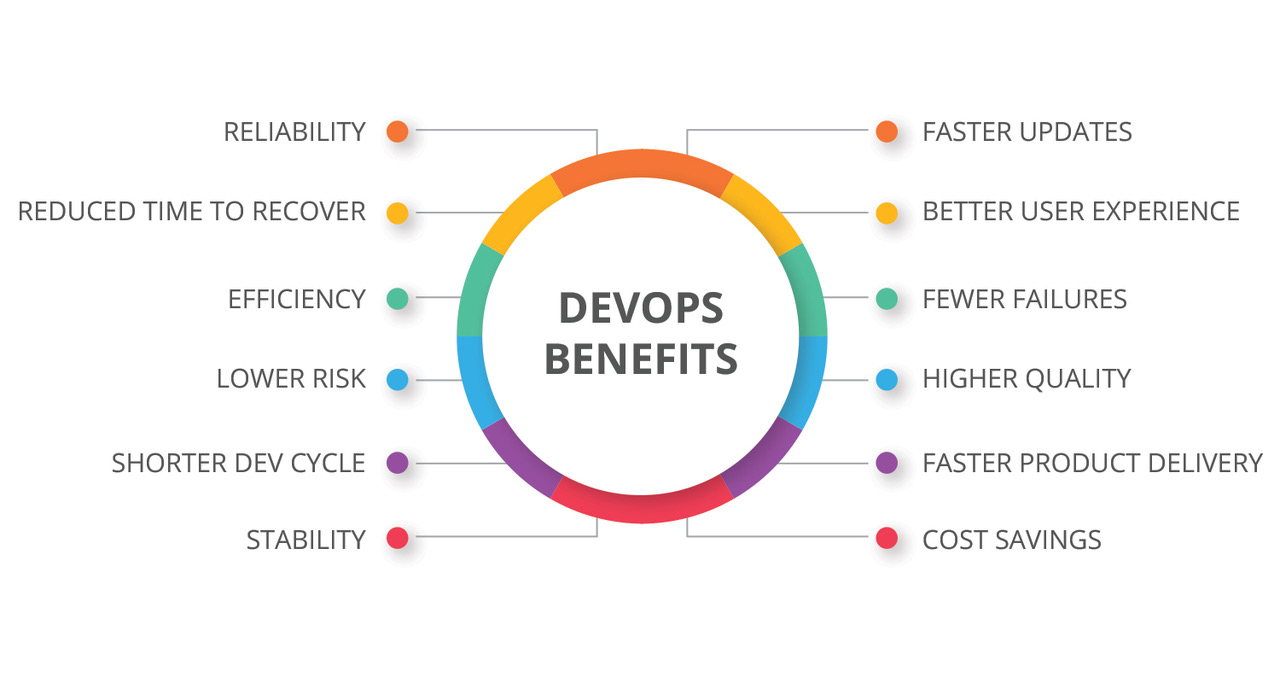 RELIABILITY
REDUCED TIME TO RECOVER
EFFICIENCY
LOWER RISK
SHORTER DEV CYCLE
STABILITY
DEVOPS
BENEFITS
FASTER UPDATES
BETTER USER EXPERIENCE
FEWER FAILURES
HIGHER QUALITY
FASTER PRODUCT DELIVERY
COST SAVINGS